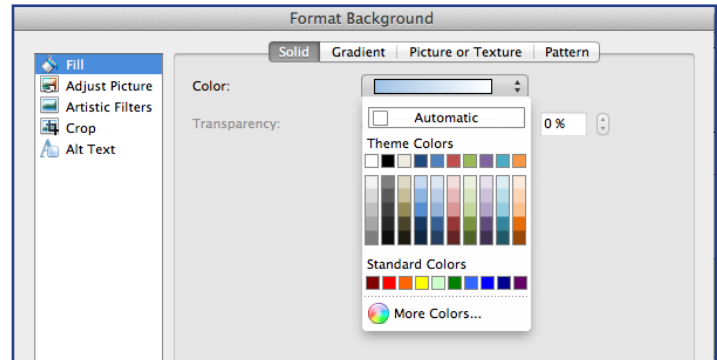 Format Background
Solid Gradient Picture or Texture Pattern
Fill
Adjust Picture
Artistic Filters
Crop
Alt Text
Color:
Automatic
Transparency:
0 %
Theme Colors
Standard Colors
More Colors...